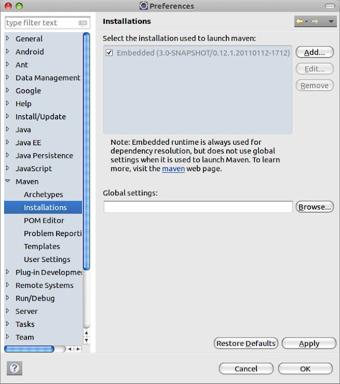 Preferences
type filter text
Installations
General
Android
Ant
Data Management
Google
Help
Install/Update
Java
Java EE
Java Persistence
JavaScript
Maven
Archetypes
Installations
POM Editor
Problem Reporti
Templates
User Settings
Plug-in Developme
Remote Systems
Run/Debug
Server
Tasks
Team
Select the installation used to launch maven:
Embedded (3.0-SNAPSHOT/0.12.1.20110112-1712)
Add...
Edit...
Remove
Note: Embedded runtime is always used for
dependency resolution, but does not use global
settings when it is used to launch Maven. To learn
more, visit the maven web page.
Global settings:
Browse...
Restore Defaults
Apply
?
Cancel
OK